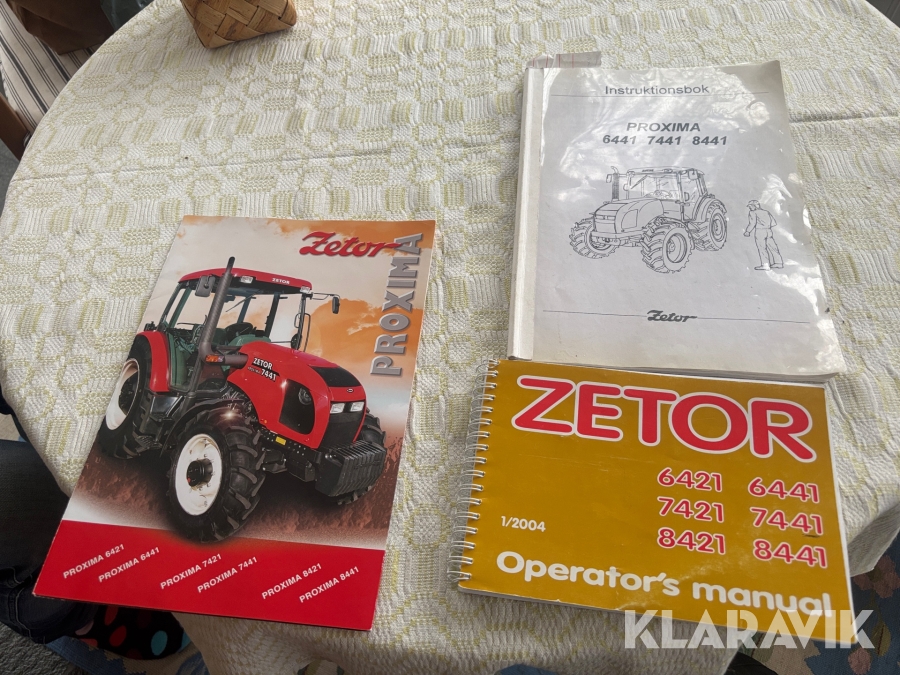 Instruktionsbok
PROXIMA
6441 7441 8441
Zetor
Zetor
PROXIMA
ZETOR
ZETOR
7441
PROXIMA 6421
PROXIMA 6441
PROXIMA 7421
PROXIMA 7441
PROXIMA 8421
PROXIMA 8441
ZETOR
6421 6441
7421 7441
8421 8441
1/2004
Operator's manual
KLARAVIK